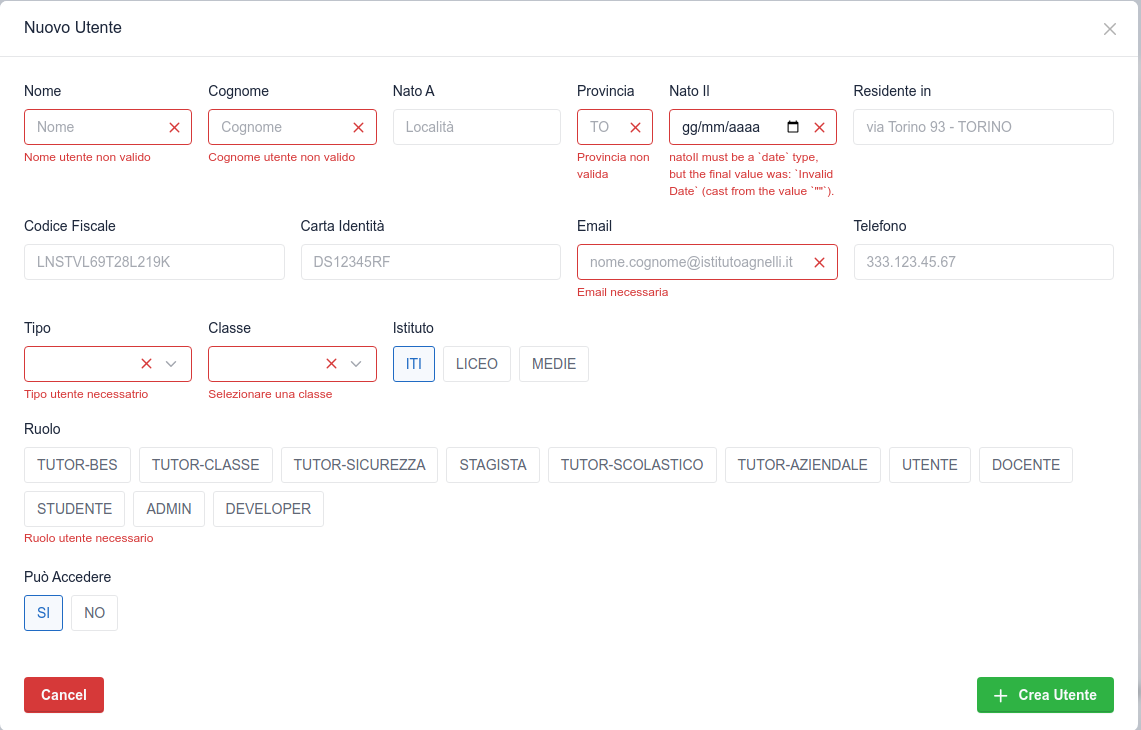 Nuovo Utente
Nome Cognome Nato A Provincia Nato Il Residente in
Nome Cognome Località TO gg/mm/aaaa via Torino 93 - TORINO
Nome utente non valido Cognome utente non valido Provincia non valida natoIl must be a `date` type,
but the final value was: `Invalid
Date` (cast from the value `""`).
Codice Fiscale Carta Identità Email Telefono
LNSTVL69T28L219K DS12345RF nome.cognome@istitutoagnelli.it 333.123.45.67
Email necessaria
Tipo Classe Istituto
ITI LICEO MEDIE
Tipo utente necessatrio Selezionare una classe
Ruolo
TUTOR-BES TUTOR-CLASSE TUTOR-SICUREZZA STAGISTA TUTOR-SCOLASTICO TUTOR-AZIENDALE UTENTE DOCENTE
STUDENTE ADMIN DEVELOPER
Ruolo utente necessario
Può Accedere
SI NO
Cancel Crea Utente